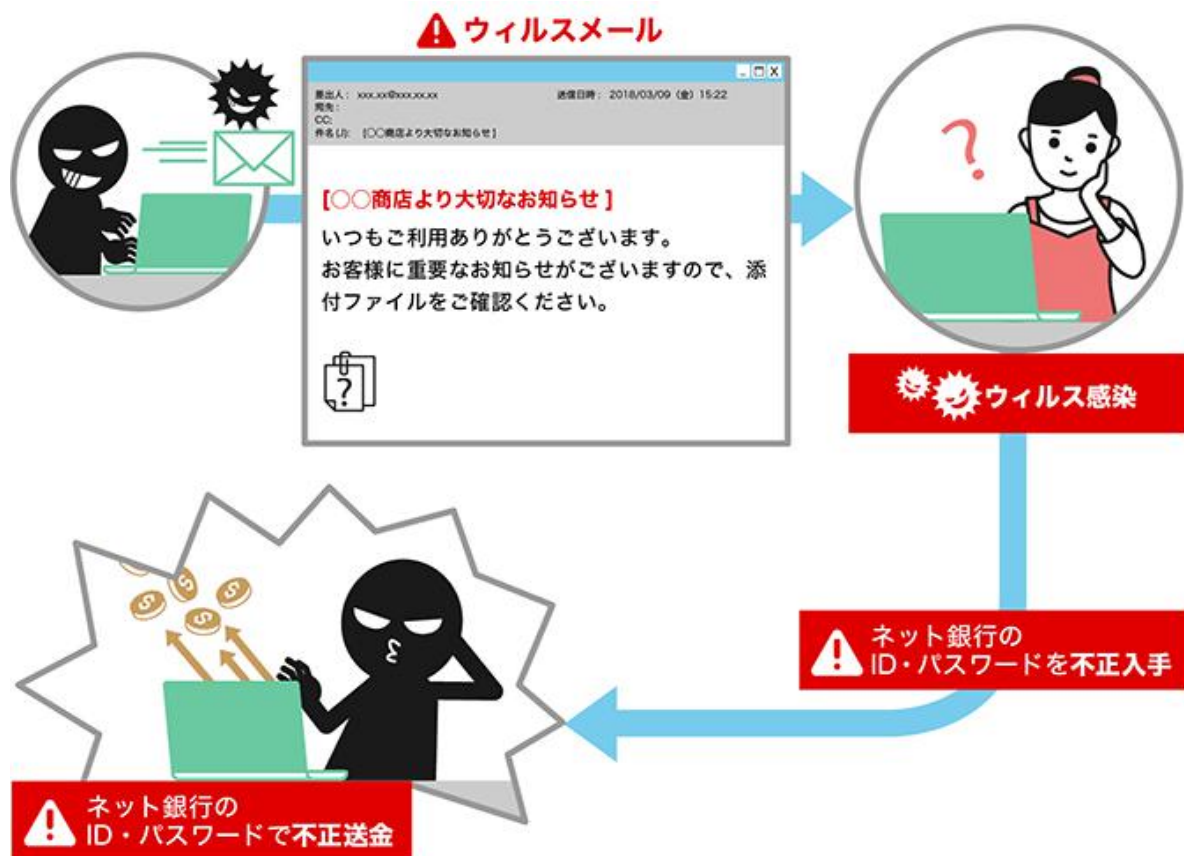 ウィルスメール
差出人： xxx.xx@xxx.xx.xx 送信日時： 2018/03/09（金）15:22
宛先：
CC:
件名(J): [○○商店より大切なお知らせ]
[○○商店より大切なお知らせ ]
いつもご利用ありがとうございます。
お客様に重要なお知らせがございますので、添
付ファイルをご確認ください。
?
?
ウィルス感染
ネット銀行の
ID・パスワードを不正入手
ネット銀行の
ID・パスワードで不正送金